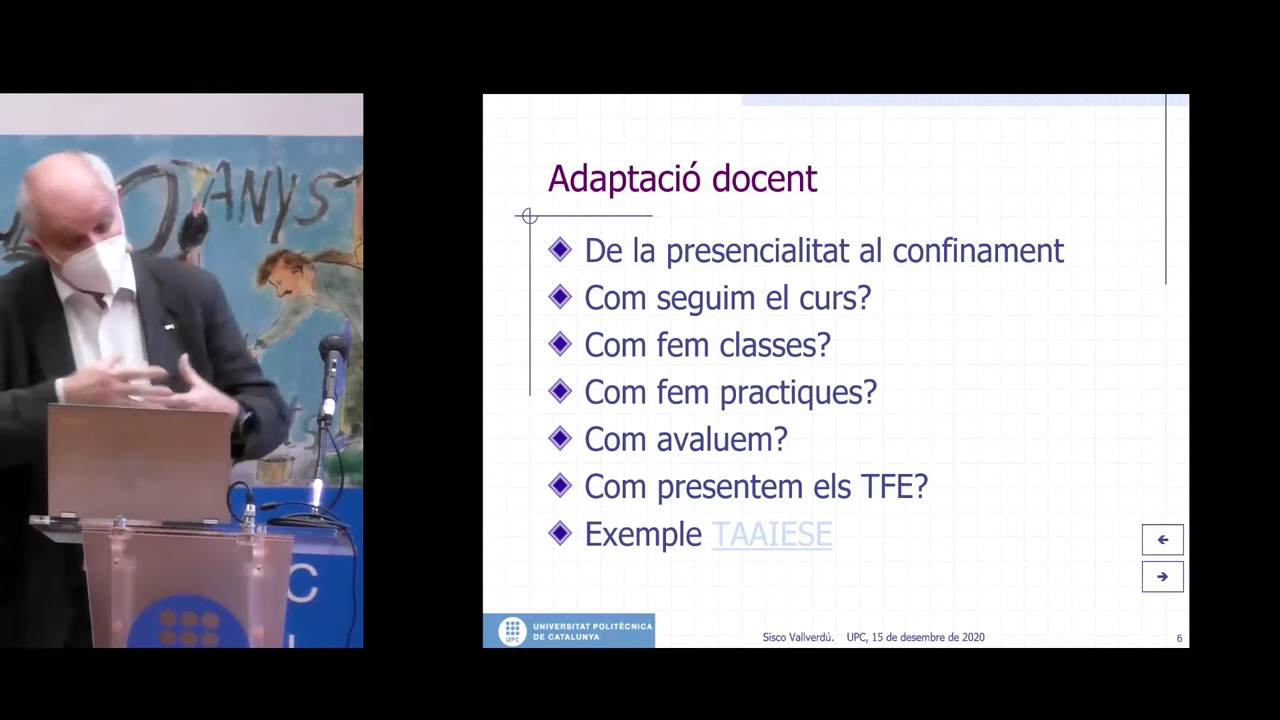 ANYS
Adaptació docent
De la presencialitat al confinament
Com seguim el curs?
Com fem classes?
Com fem practiques?
Com avaluem?
Com presentem els TFE?
Exemple TAAIESE
UPC
UNIVERSITAT POLITÈCNICA
DE CATALUNYA
Sisco Vallverdú. UPC, 15 de desembre de 2020
6
C